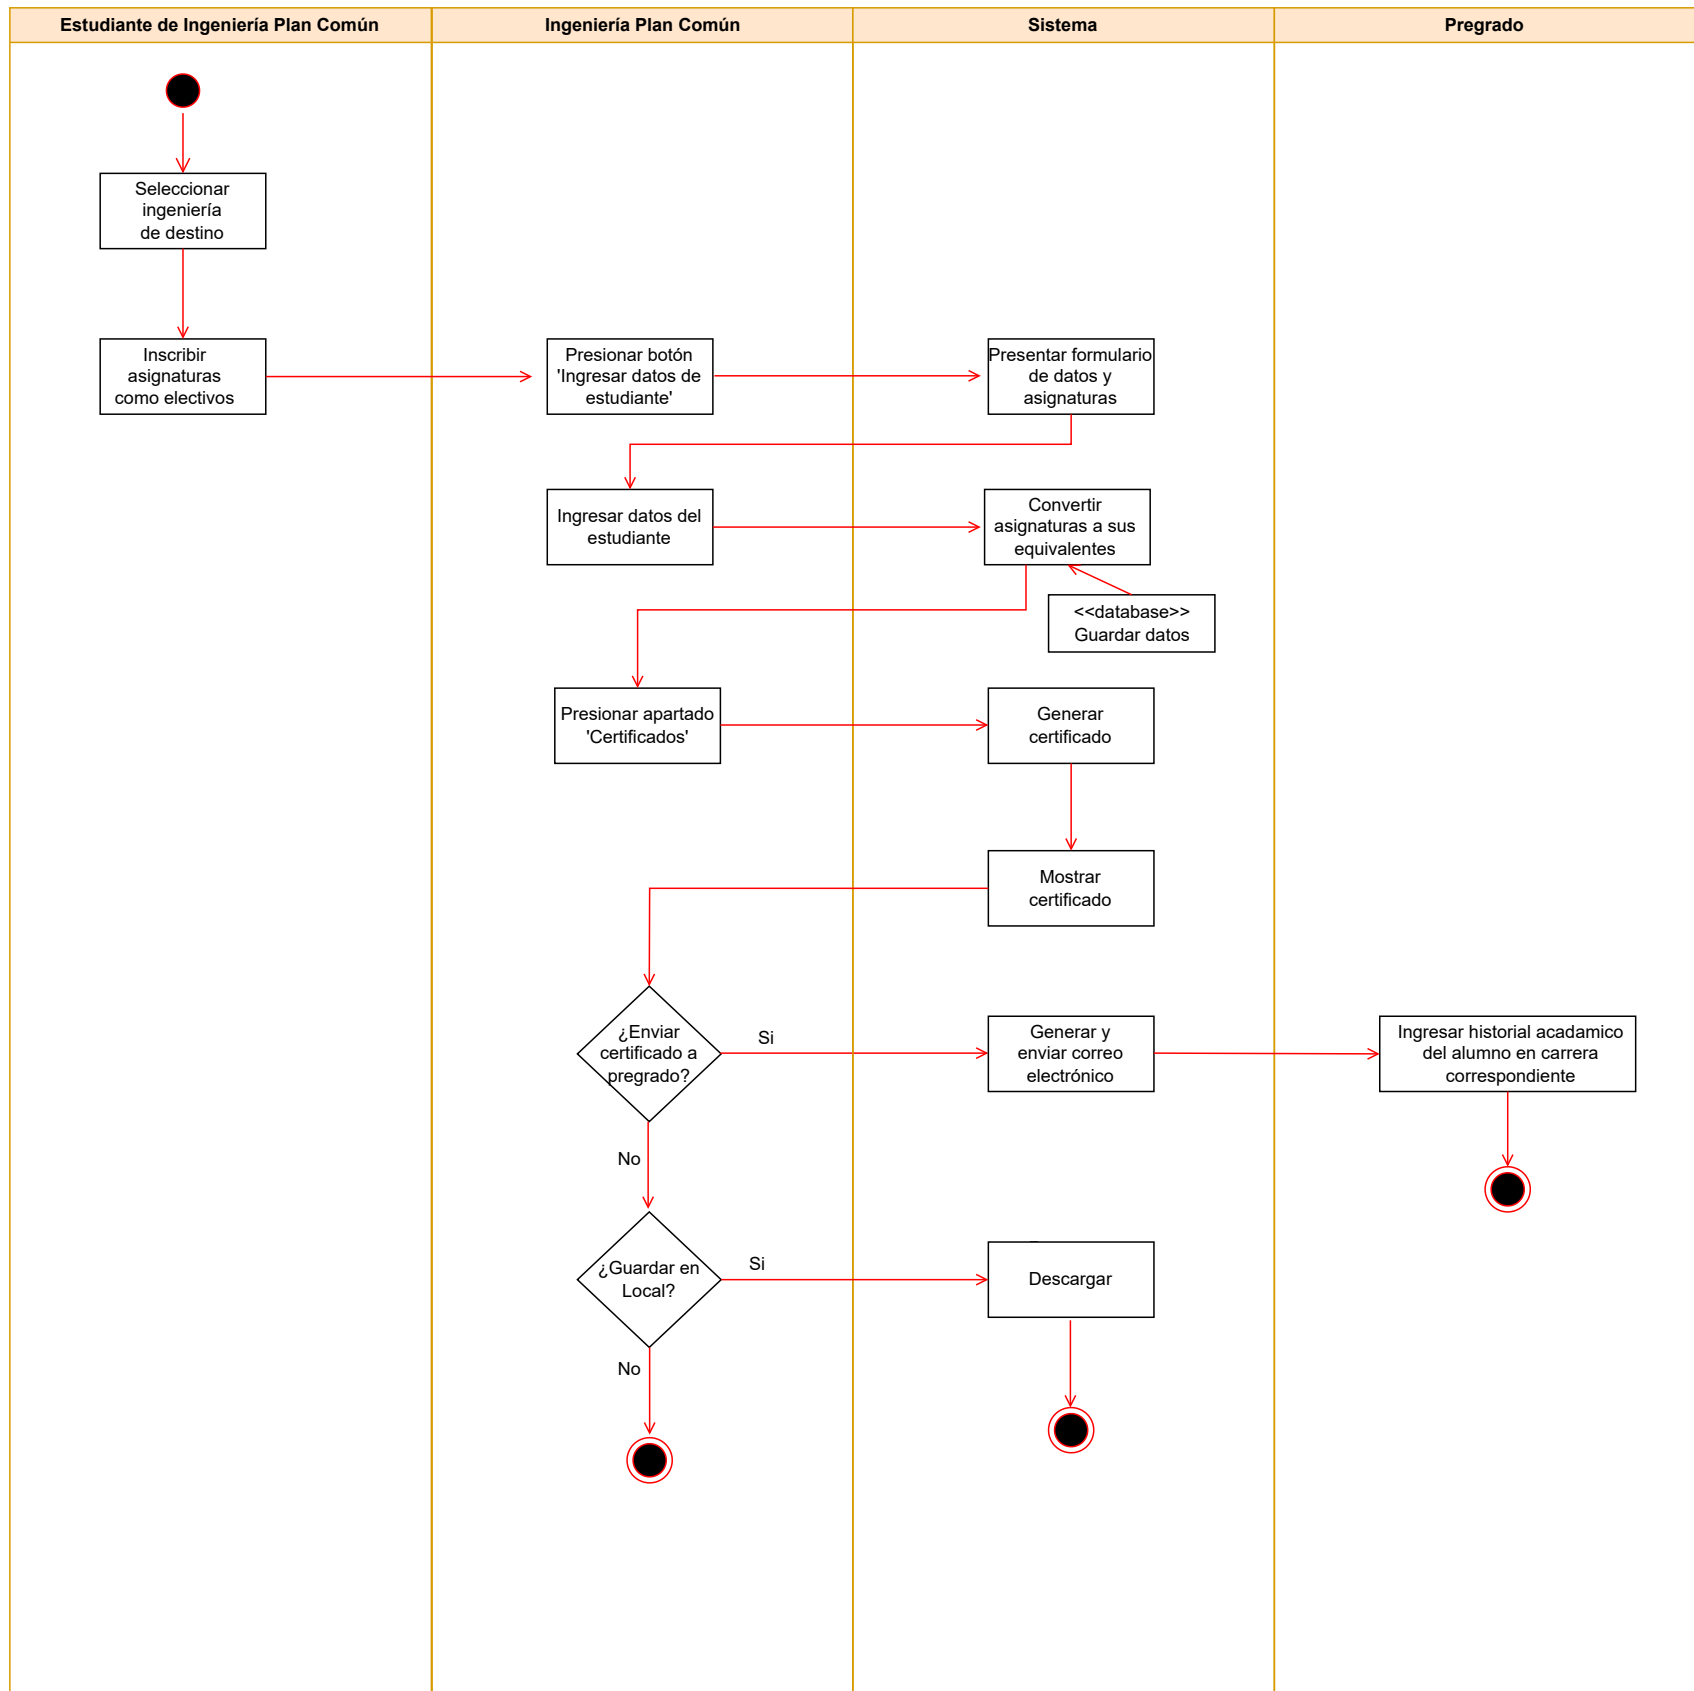 Estudiante de Ingeniería Plan Común
Ingeniería Plan Común
Sistema
Pregrado
Seleccionar
ingeniería
de destino
Inscribir
asignaturas
como electivos
Presionar botón
'Ingresar datos de
estudiante'
Presentar formulario
de datos y
asignaturas
Ingresar datos del
estudiante
Convertir
asignaturas a sus
equivalentes
<<database>>
Guardar datos
Presionar apartado
'Certificados'
Generar
certificado
Mostrar
certificado
¿Enviar
certificado a
pregrado?
Si
Generar y
enviar correo
electrónico
Ingresar historial acadamico
del alumno en carrera
correspondiente
No
¿Guardar en
Local?
Si
Descargar
No